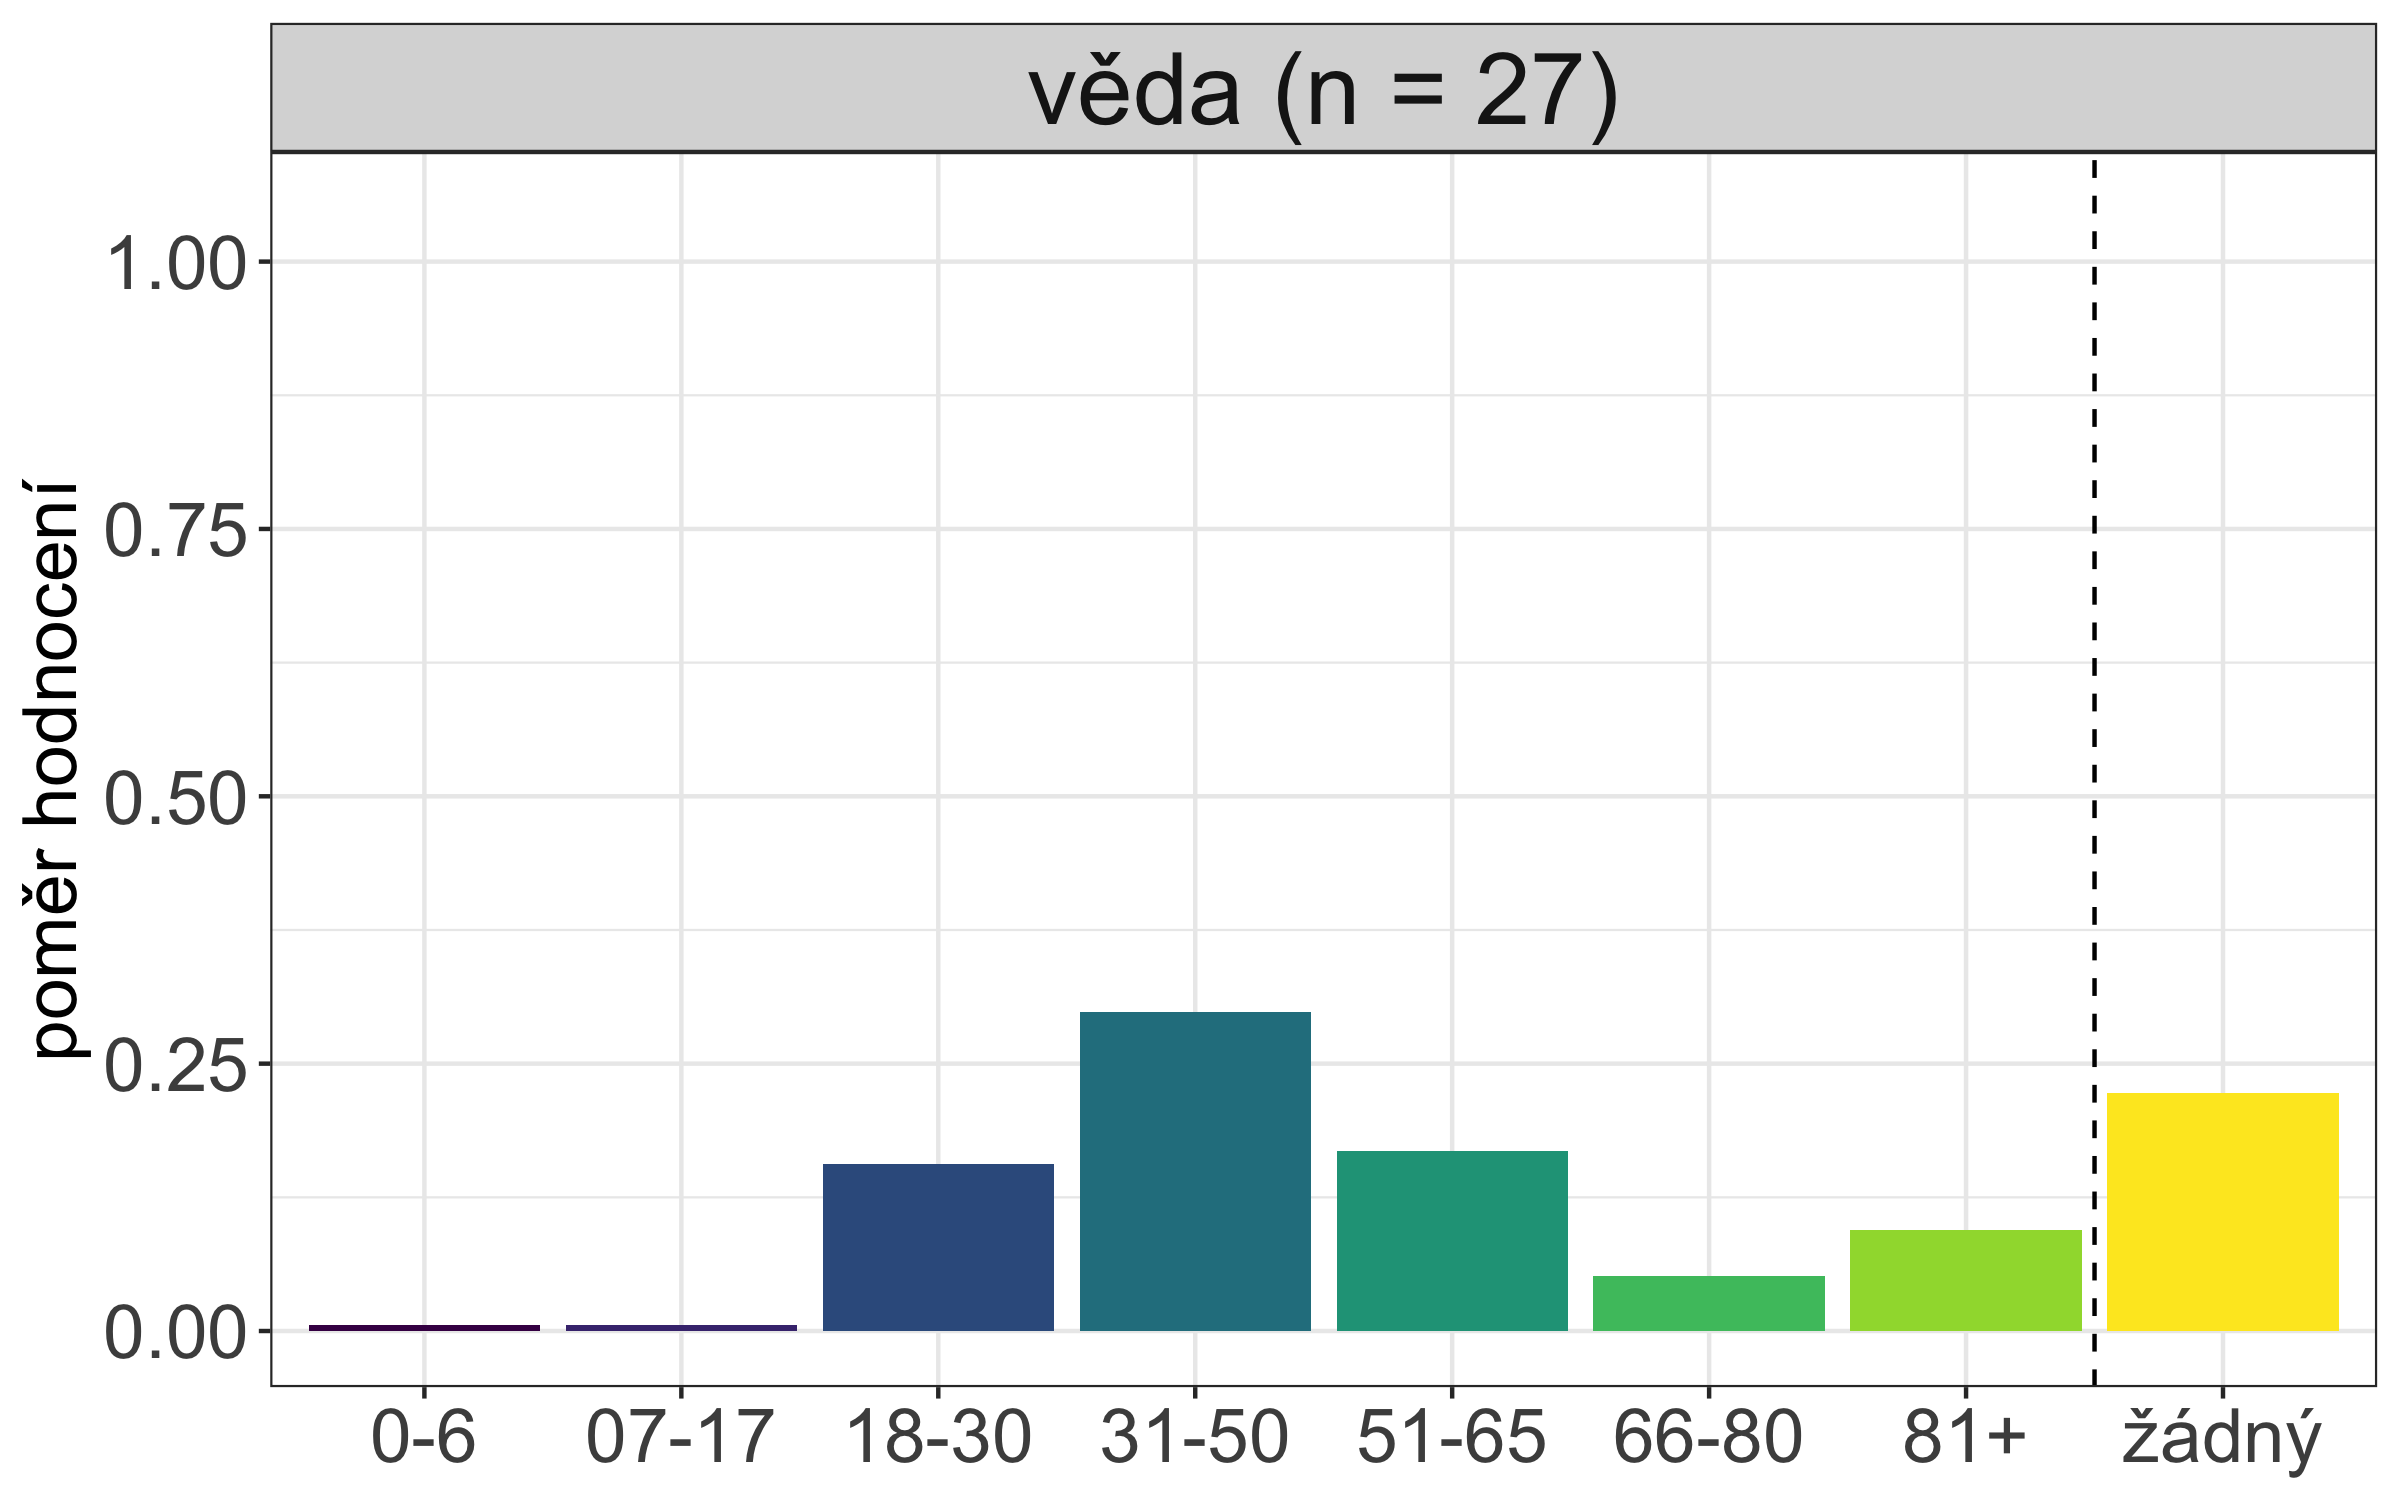 věda (n = 27)
poměr hodnocení
1.00
0.75
0.50
0.25
0.00
0-6 07-17 18-30 31-50 51-65 66-80 81+ žádný